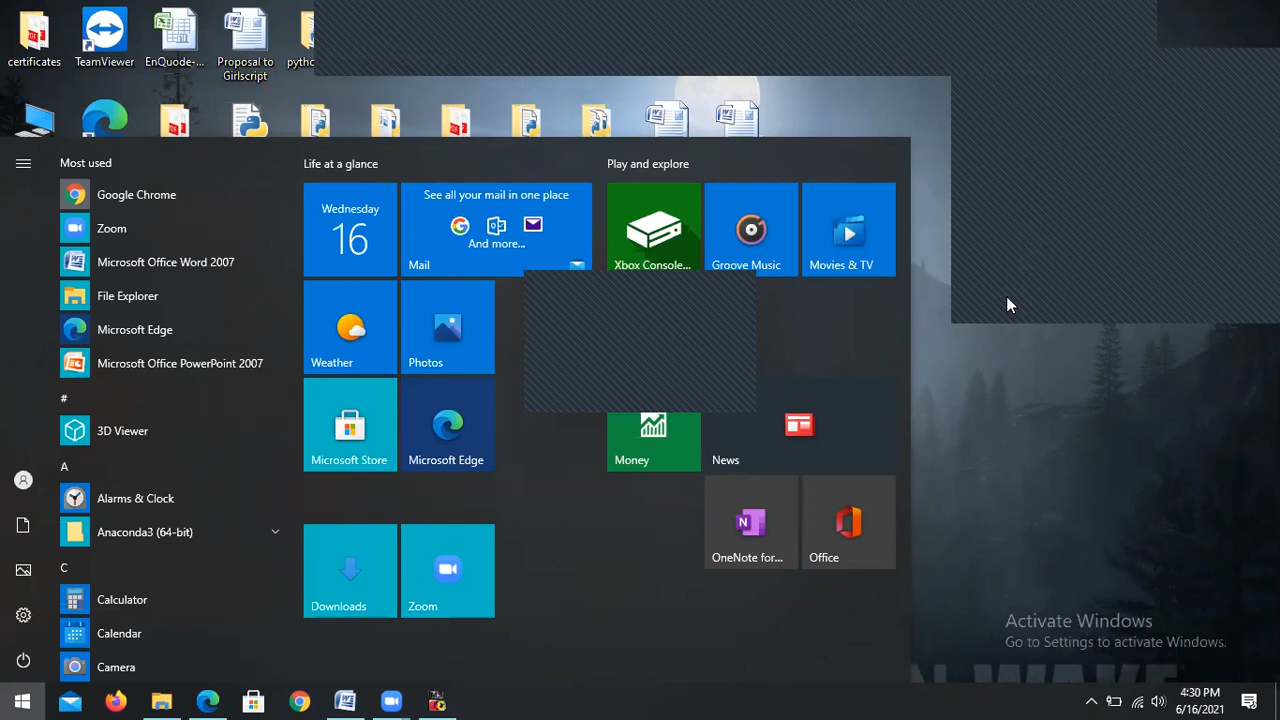 certificates
TeamViewer
EnQuode-...
Proposal to Girlscript
Most used
Google Chrome
Zoom
Microsoft Office Word 2007
File Explorer
Microsoft Edge
Microsoft Office PowerPoint 2007
#
3D Viewer
A
Alarms & Clock
Anaconda3 (64-bit)
C
Calculator
Calendar
Camera
Life at a glance
Wednesday
16
See all your mail in one place
And more...
Mail
Weather
Photos
Microsoft Store
Microsoft Edge
Downloads
Zoom
Play and explore
Xbox Console...
Groove Music
Movies & TV
Money
News
OneNote for...
Office
Activate Windows
Go to Settings to activate Windows.
4:30 PM
6/16/2021